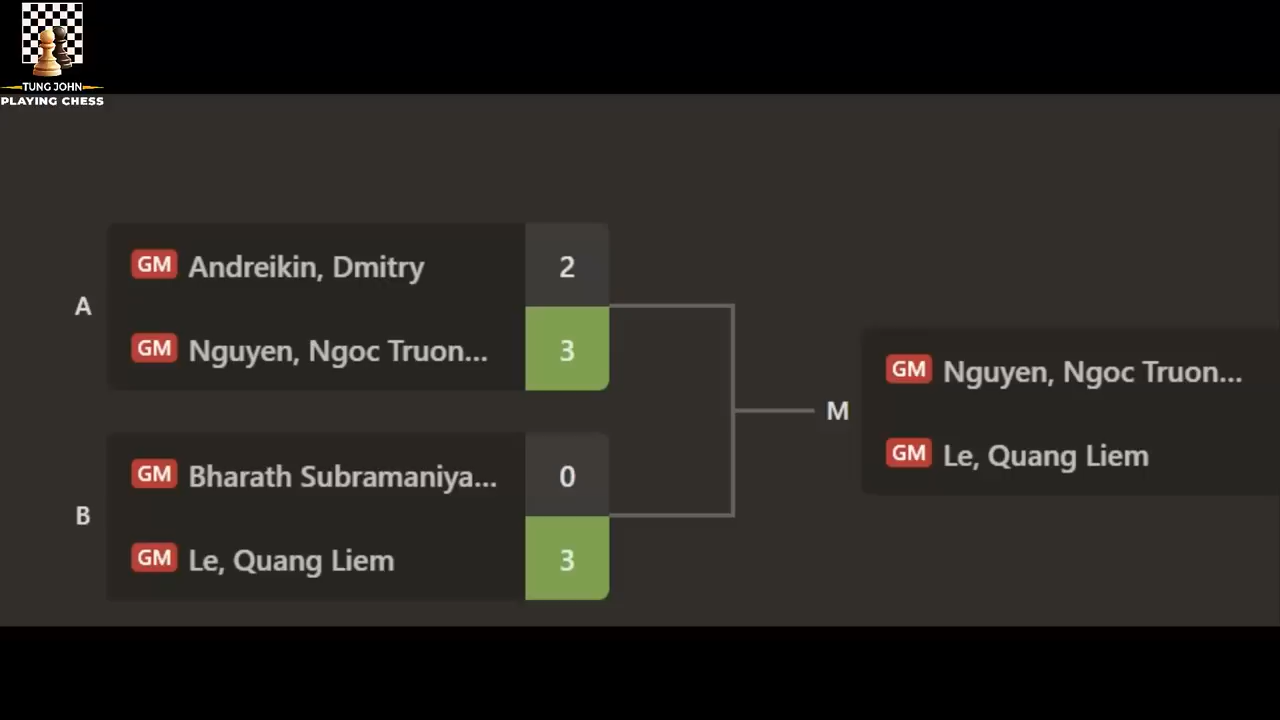 TUNG JOHN
PLAYING CHESS
A
GM Andreikin, Dmitry 2
GM Nguyen, Ngoc Truon... 3
B
GM Bharath Subramaniya... 0
GM Le, Quang Liem 3
M
GM Nguyen, Ngoc Truon...
GM Le, Quang Liem